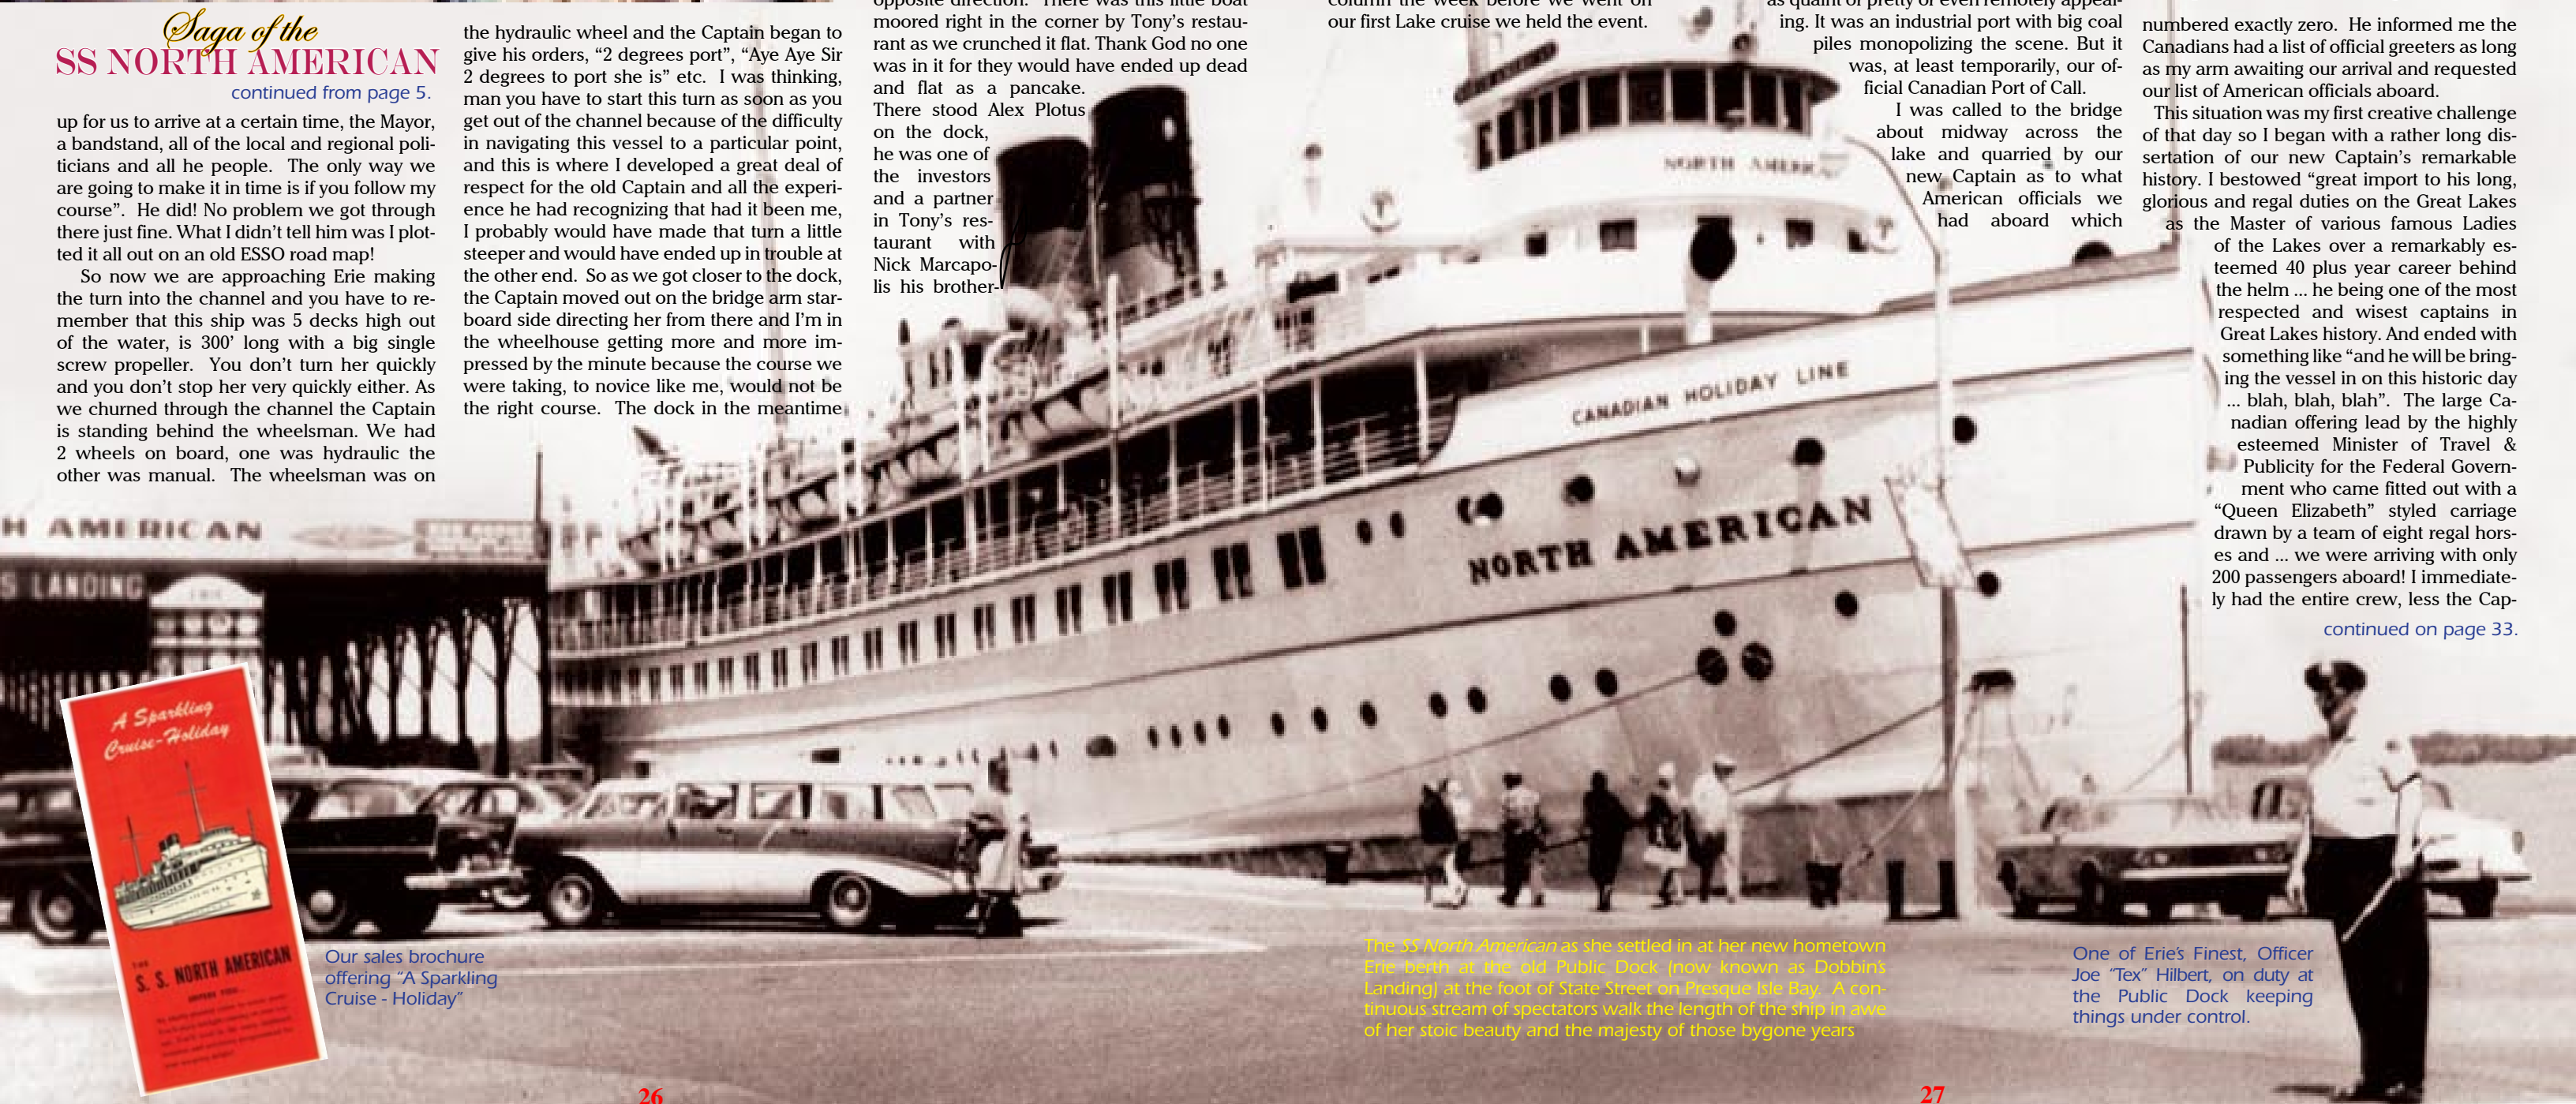 Saga of the
SS NORTH AMERICAN
continued from page 5.
up for us to arrive at a certain time, the Mayor,
a bandstand, all of the local and regional poli-
ticians and all he people. The only way we
are going to make it in time is if you follow my
course”. He did! No problem we got through
there just fine. What I didn’t tell him was I plot-
ted it all out on an old ESSO road map!
So now we are approaching Erie making
the turn into the channel and you have to re-
member that this ship was 5 decks high out
of the water, is 300’ long with a big single
screw propeller. You don’t turn her quickly
and you don’t stop her very quickly either. As
we churned through the channel the Captain
is standing behind the wheelsman. We had
2 wheels on board, one was hydraulic the
other was manual. The wheelsman was on
the hydraulic wheel and the Captain began to
give his orders, “2 degrees port”, “Aye Aye Sir
2 degrees to port she is” etc. I was thinking,
man you have to start this turn as soon as you
get out of the channel because of the difficulty
in navigating this vessel to a particular point,
and this is where I developed a great deal of
respect for the old Captain and all the experi-
ence he had recognizing that had it been me,
I probably would have made that turn a little
steeper and would have ended up in trouble at
the other end. So as we got closer to the dock,
the Captain moved out on the bridge arm star-
board side directing her from there and I’m in
the wheelhouse getting more and more im-
pressed by the minute because the course we
were taking, to novice like me, would not be
the right course. The dock in the meantime
opposite direction. There was this little boat
moored right in the corner by Tony’s restau-
rant as we crunched it flat. Thank God no one
was in it for they would have ended up dead
and flat as a pancake.
There stood Alex Plotus
on the dock,
he was one of
the investors
and a partner
in Tony’s res-
taurant with
Nick Marcapo-
lis his brother-
column the week before we went on
our first Lake cruise we held the event.
as quaint or pretty or even remotely appeal-
ing. It was an industrial port with big coal
piles monopolizing the scene. But it
was, at least temporarily, our of-
ficial Canadian Port of Call.
I was called to the bridge
about midway across the
lake and quarried by our
new Captain as to what
American officials we
had aboard which
numbered exactly zero. He informed me the
Canadians had a list of official greeters as long
as my arm awaiting our arrival and requested
our list of American officials aboard.
This situation was my first creative challenge
of that day so I began with a rather long dis-
sertation of our new Captain’s remarkable
history. I bestowed “great import to his long,
glorious and regal duties on the Great Lakes
as the Master of various famous Ladies
of the Lakes over a remarkably es-
teemed 40 plus year career behind
the helm ... he being one of the most
respected and wisest captains in
Great Lakes history. And ended with
something like “and he will be bring-
ing the vessel in on this historic day
... blah, blah, blah”. The large Ca-
nadian offering lead by the highly
esteemed Minister of Travel &
Publicity for the Federal Govern-
ment who came fitted out with a
“Queen Elizabeth” styled carriage
drawn by a team of eight regal hors-
es and ... we were arriving with only
200 passengers aboard! I immediate-
ly had the entire crew, less the Cap-
continued on page 33.
NORTH AMERICA
CANADIAN HOLIDAY LINE
NORTH AMERICAN
H AMERICAN
S LANDING
ERIE
A Sparkling
Cruise-Holiday
THE
S. S. NORTH AMERICAN
Our sales brochure
offering “A Sparkling
Cruise - Holiday”
The SS North American as she settled in at her new hometown
Erie berth at the old Public Dock (now known as Dobbin’s
Landing) at the foot of State Street on Presque Isle Bay. A con-
tinuous stream of spectators walk the length of the ship in awe
of her stoic beauty and the majesty of those bygone years
One of Erie’s Finest, Officer
Joe “Tex” Hilbert, on duty at
the Public Dock keeping
things under control.
26
27